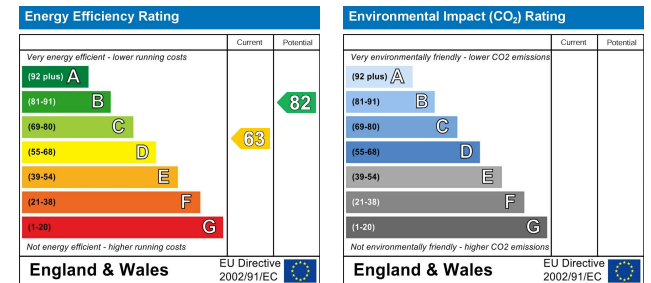 Energy Efficiency Rating
Current Potential
Very energy efficient - lower running costs
(92 plus) A
(81-91) B
82
(69-80) C
63
(55-68) D
(39-54) E
(21-38) F
(1-20) G
Not energy efficient - higher running costs
England & Wales
EU Directive
2002/91/EC
Environmental Impact (CO₂) Rating
Current Potential
Very environmentally friendly - lower CO2 emissions
(92 plus) A
(81-91) B
(69-80) C
(55-68) D
(39-54) E
(21-38) F
(1-20) G
Not environmentally friendly - higher CO2 emissions
England & Wales
EU Directive
2002/91/EC